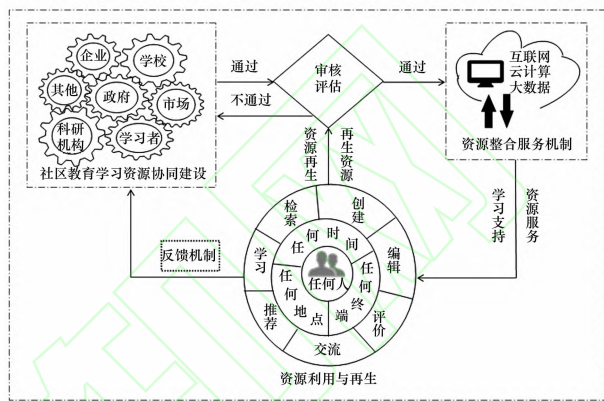 企业
学校
其他
政府
市场
科研
机构
学习者
社区教育学习资源协同建设
通过
不通过
审核
评估
通过
互联网
云计算
大数据
资源整合服务机制
资源再生
再生资源
学习支持
资源服务
反馈机制
检索
创建
编辑
评价
交流
推荐
学习
任何时间
任何终端
任何地点
任何人
资源利用与再生